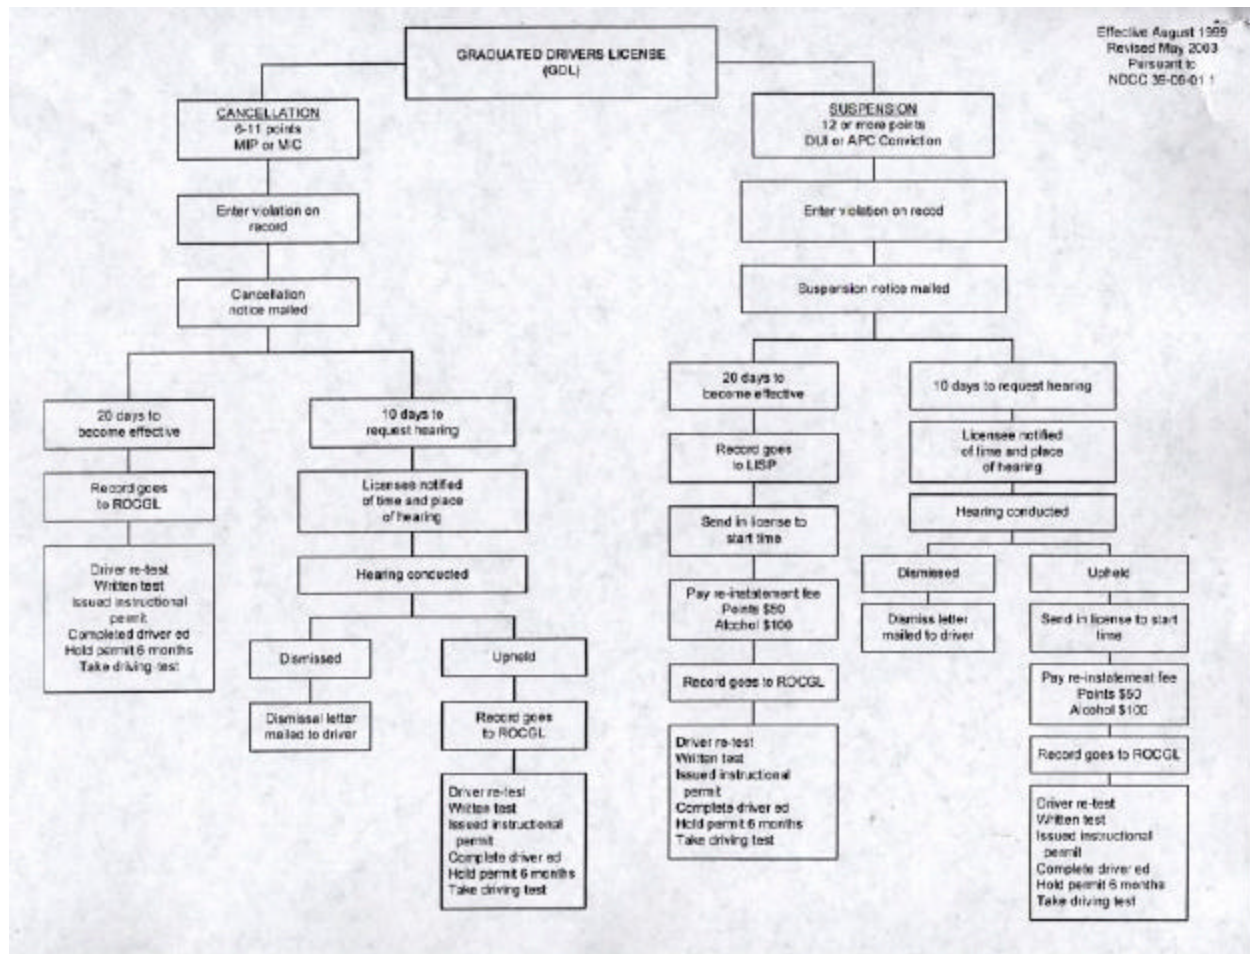 Effective August 1999
Revised May 2003
Pursuant to
NDCC
GRADUATED DRIVERS LICENSE
(GDL)
CANCELLATION
6-11 points
MIP or MIC
Enter violation on
record
Cancellation
notice mailed
20 days to
become effective
Record goes
to ROCGL
Driver re-test
Written test
Issued instructional
permit
Completed driver ed
Hold permit 6 months
Take driving test
10 days to
request hearing
Licenses notified
of time and place
of hearing
Hearing conducted
Dismissed
Dismissal letter
mailed to driver
Upheld
Record goes
to ROCGL
Driver re-test
Written test
Issued instructional
permit
Complete driver ed
Hold permit 6 months
Take driving test
SUSPENSION
12 or more points
DUI or APC Conviction
Enter violation on recod
Suspension notice mailed
20 days to
become effective
Record goes
to LISP
Send in license to
start time
Pay re-instatement fee
Points $50
Alcohol $100
Record goes to ROCGL
Driver re-test
Written test
Issued instructional
permit
Complete driver ed
Hold permit 6 months
Take driving test
10 days to request hearing
Licensee notified
of time and place
of hearing
Hearing conducted
Dismissed
Dismiss letter
mailed to driver
Upheld
Send in license to start
time
Pay re-instatement fee
Points $50
Alcohol $100
Record goes to ROCGL
Driver re-test
Written test
Issued instructional
permit
Complete driver ed
Hold permit 6 months
Take driving test